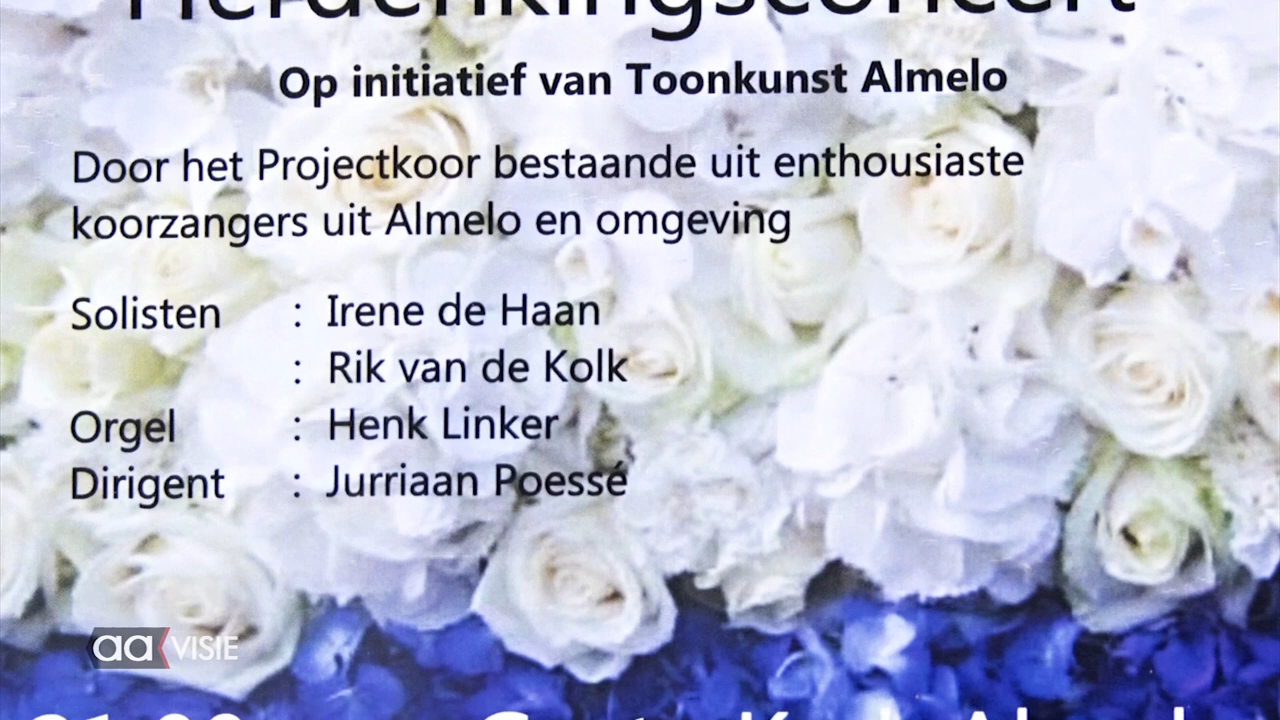 Herdenkingsconcert
Op initiatief van Toonkunst Almelo
Door het Projectkoor bestaande uit enthousiaste
koorzangers uit Almelo en omgeving
Solisten : Irene de Haan
: Rik van de Kolk
Orgel : Henk Linker
Dirigent : Jurriaan Poessé
aa VISIE